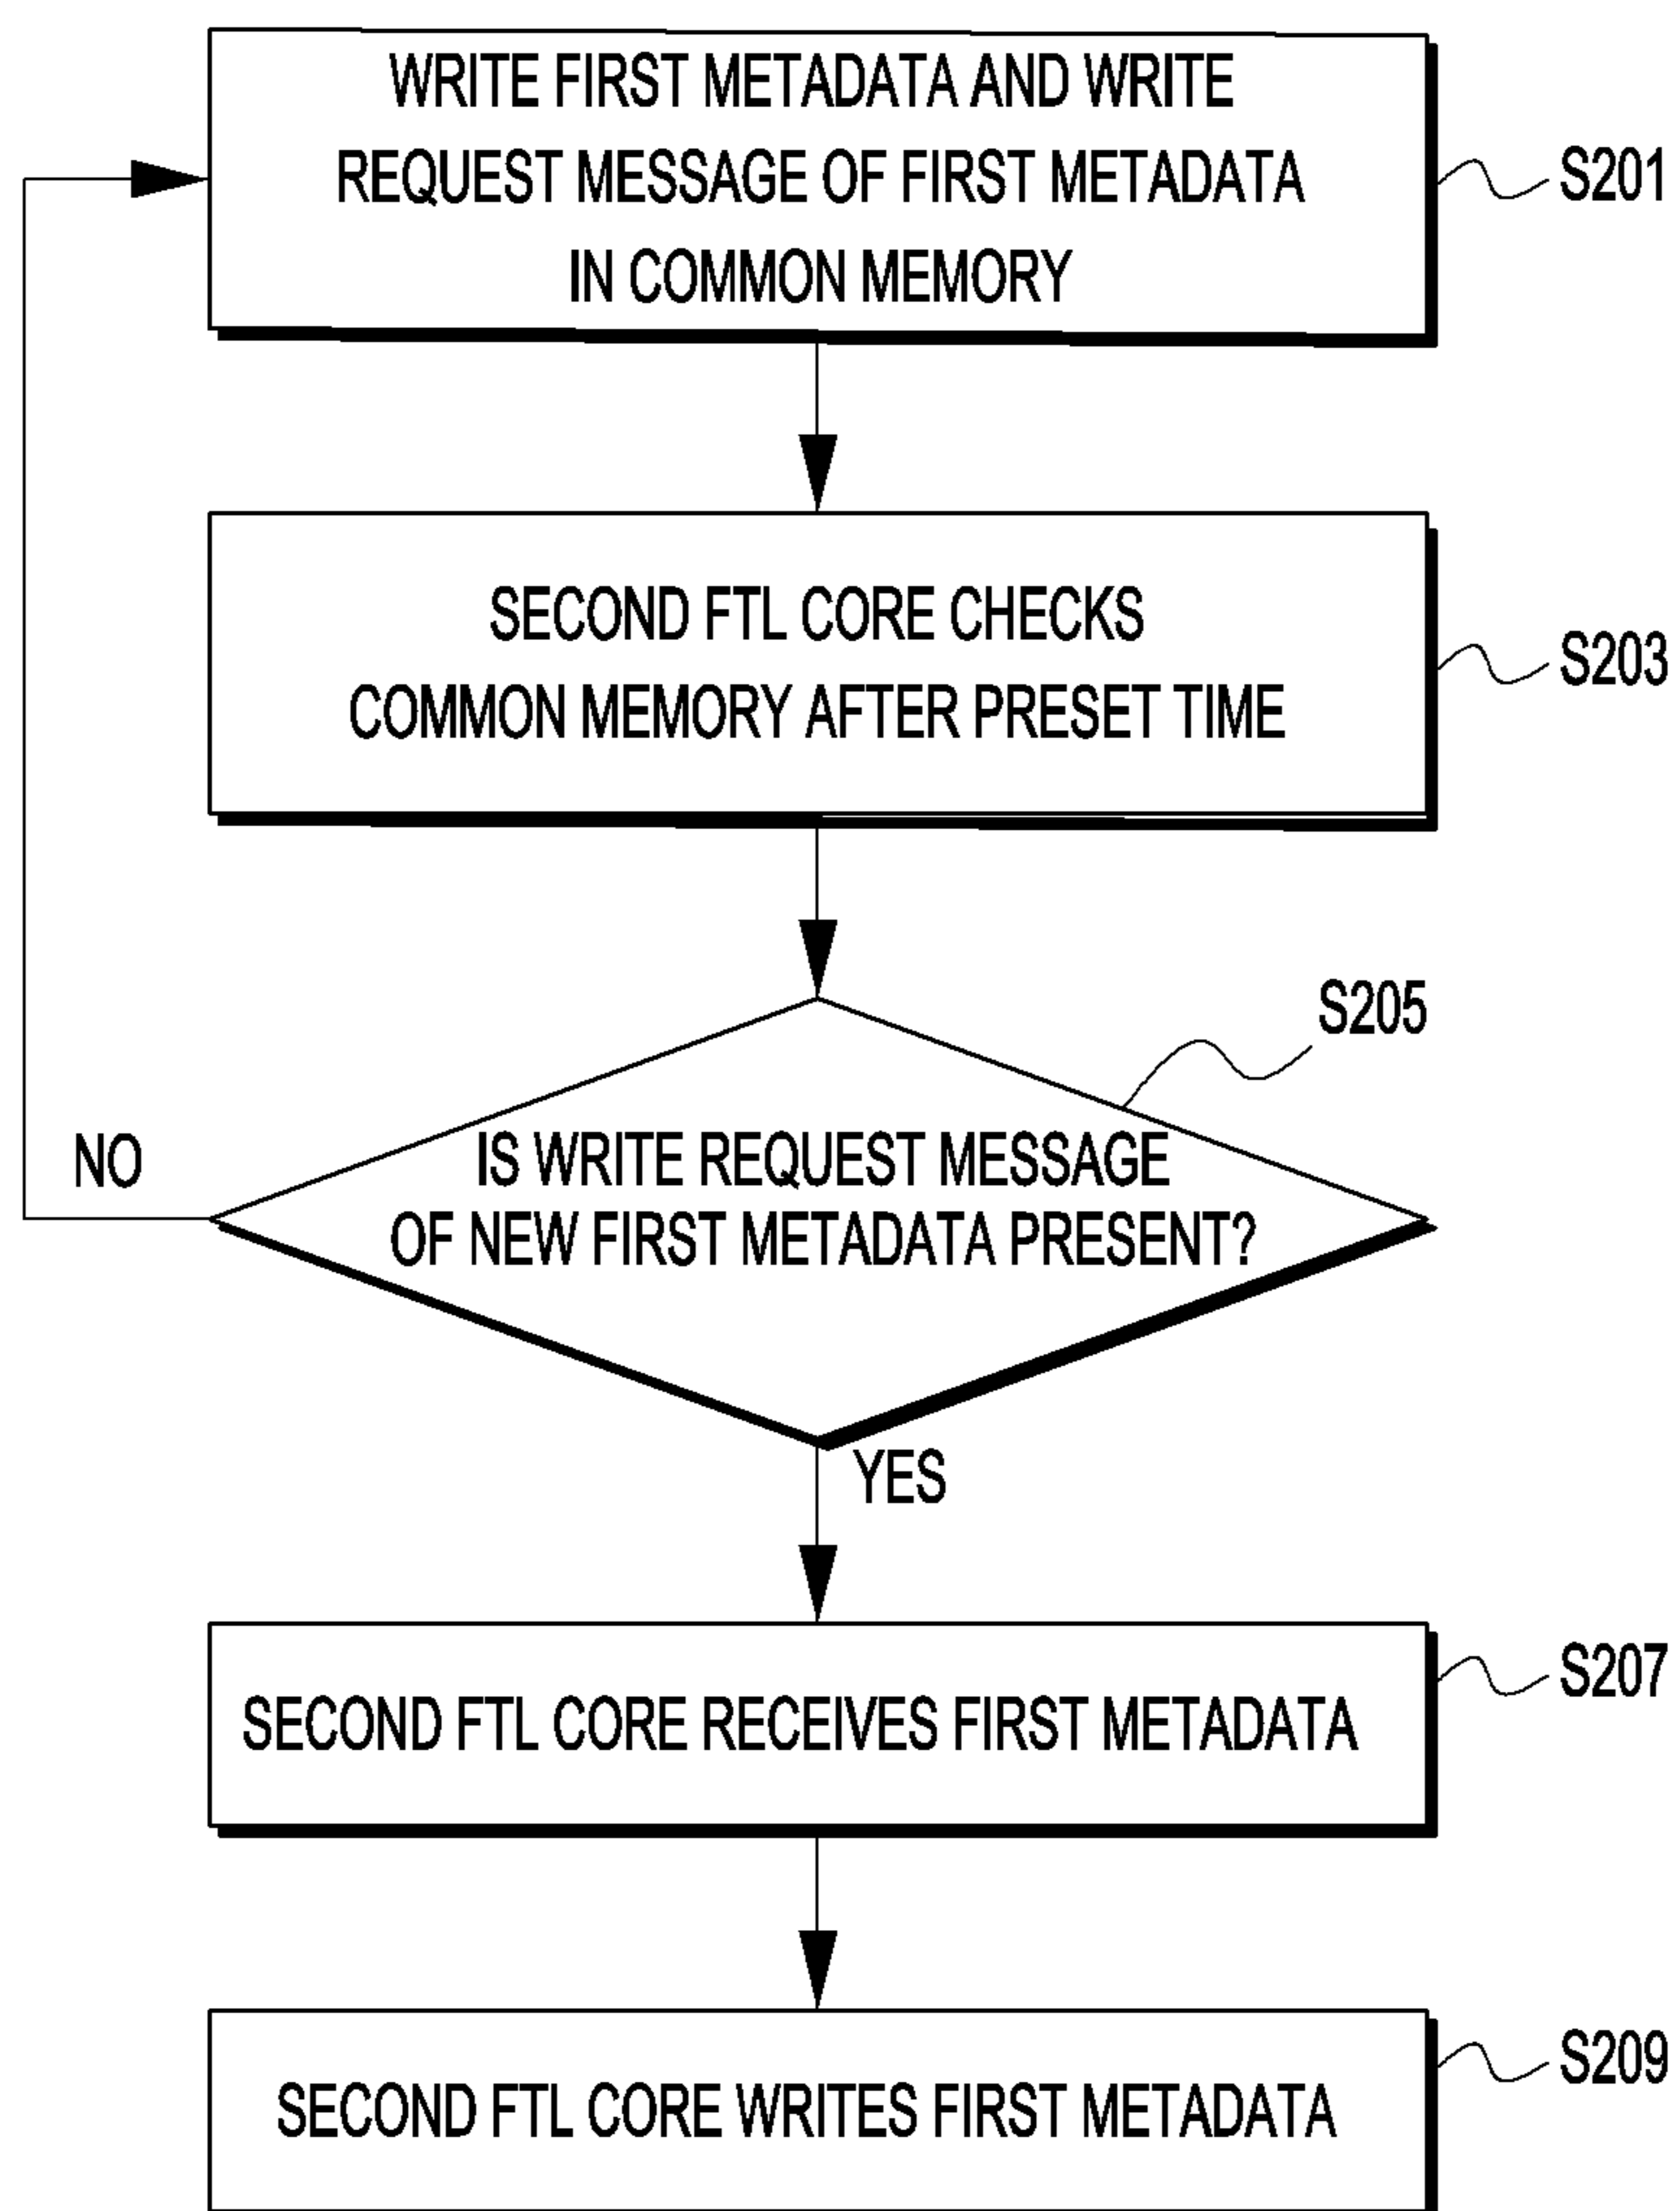 WRITE FIRST METADATA AND WRITE
REQUEST MESSAGE OF FIRST METADATA
IN COMMON MEMORY
S201
SECOND FTL CORE CHECKS
COMMON MEMORY AFTER PRESET TIME
S203
S205
IS WRITE REQUEST MESSAGE
OF NEW FIRST METADATA PRESENT?
NO
YES
SECOND FTL CORE RECEIVES FIRST METADATA
S207
SECOND FTL CORE WRITES FIRST METADATA
S209